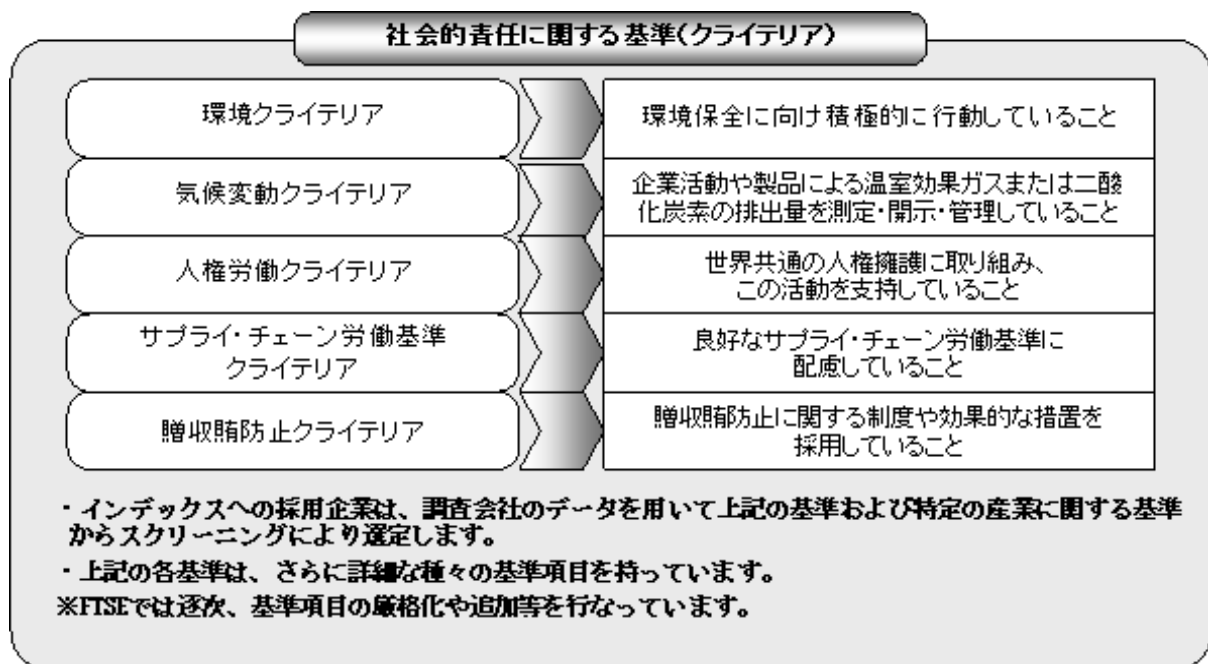 社会的責任に関する基準(クライテリア)
環境クライテリア
環境保全に向け積極的に行動していること
気候変動クライテリア
企業活動や製品による温室効果ガスまたは二酸
化炭素の排出量を測定・開示・管理していること
人権労働クライテリア
世界共通の人権擁護に取り組み、
この活動を支持していること
サプライ・チェーン労働基準
クライテリア
良好なサプライ・チェーン労働基準に
配慮していること
贈収賄防止クライテリア
贈収賄防止に関する制度や効果的な措置を
採用していること
・インデックスへの採用企業は、調査会社のデータを用いて上記の基準および特定の産業に関する基準
からスクリーニングにより選定します。
・上記の各基準は、さらに詳細な種々の基準項目を持っています。
※FTSEでは逐次、基準項目の厳格化や追加等を行なっています。